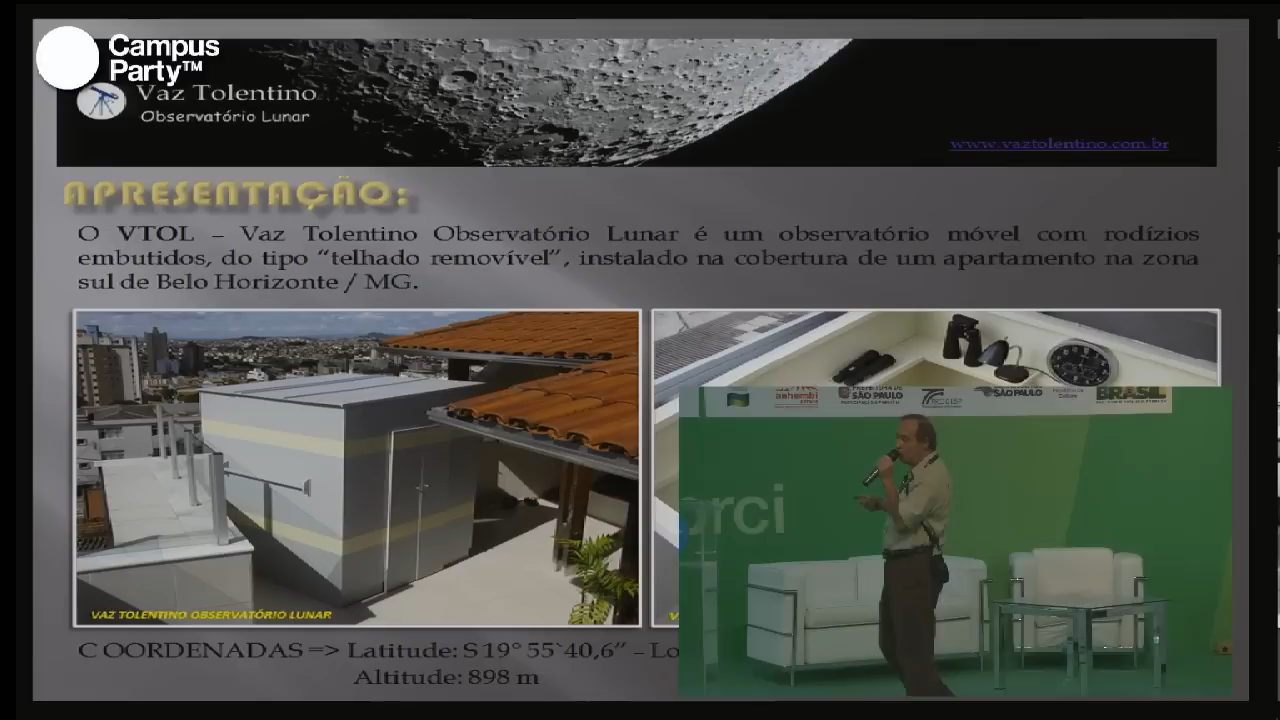 Campus
Party™
Vaz Tolentino
Observatório Lunar
www.vaztolentino.com.br
APRESENTAÇÃO:
O VTOL – Vaz Tolentino Observatório Lunar é um observatório móvel com rodízios
embutidos, do tipo “telhado removível”, instalado na cobertura de um apartamento na zona
sul de Belo Horizonte / MG.
PREFEITURA DE
SÃO PAULO
anhembi
SÃO PAULO
Cultura
BRASIL
orci
VAZ TOLENTINO OBSERVATÓRIO LUNAR
COORDENADAS => Latitude: S 19° 55`40,6” – Lo
Altitude: 898 m